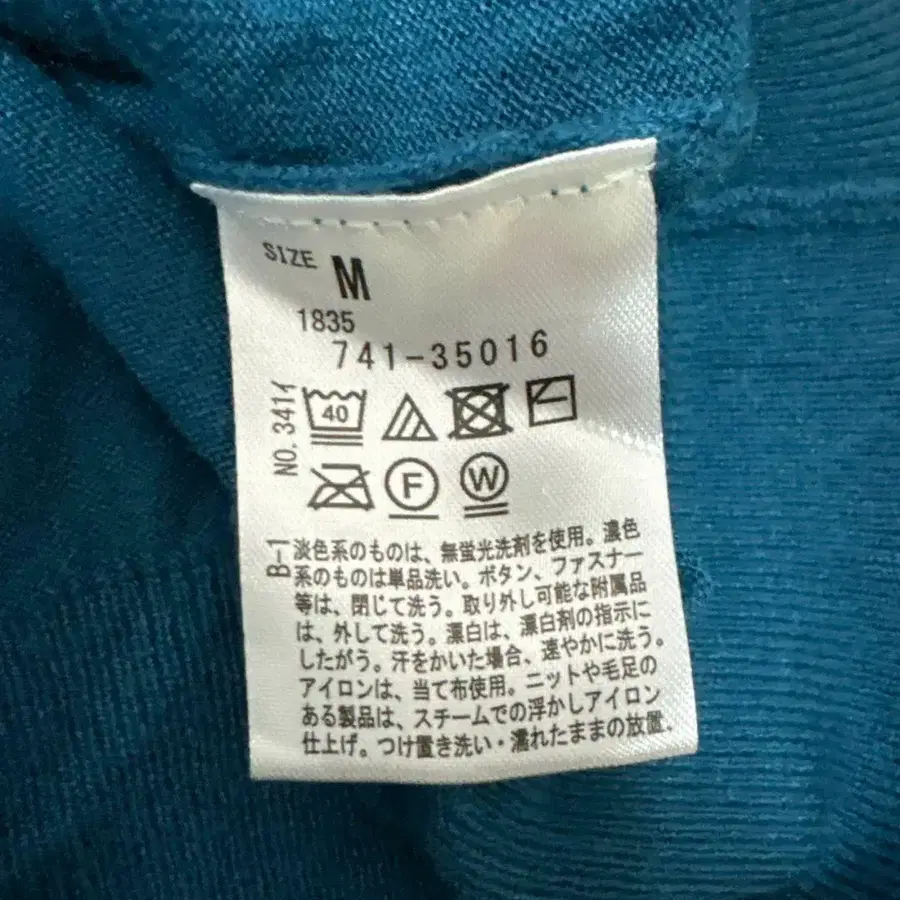 SIZE M
1835
741-35016
NO.341イ
40
F W
B-1
淡色系のものは、無蛍光洗剤を使用。濃色
系のものは単品洗い。ボタン、ファスナー
等は、閉じて洗う。取り外し可能な附属品
は、外して洗う。漂白は、漂白剤の指示に
したがう。汗をかいた場合、速やかに洗う。
アイロンは、当て布使用。ニットや毛足の
ある製品は、スチームでの浮かしアイロン
仕上げ。つけ置き洗い・濡れたままの放置.